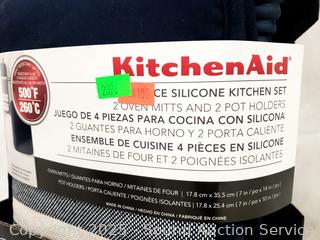 KitchenAid
500°F
260°C
CE SILICONE KITCHEN SET
2 OVEN MITTS AND 2 POT HOLDERS
JUEGO DE 4 PIEZAS PARA COCINA CON SILICONA
2 GUANTES PARA HORNO Y 2 PORTA CALIENTE
ENSEMBLE DE CUISINE 4 PIÈCES EN SILICONE
2 MITAINES DE FOUR ET 2 POIGNÉES ISOLANTES
OVEN MITTS / GUANTES PARA HORNO / MITAINES DE FOUR | 17.8 cm x 35.5 cm (7 in / po x 14 in / po)
POT HOLDERS / PORTA CALIENTE / POIGNÉES ISOLANTES | 17.8 x 25.4 cm (7 in / po x 10 in / po)
MADE IN CHINA / HECHO EN CHINA / FABRIQUÉ EN CHINE